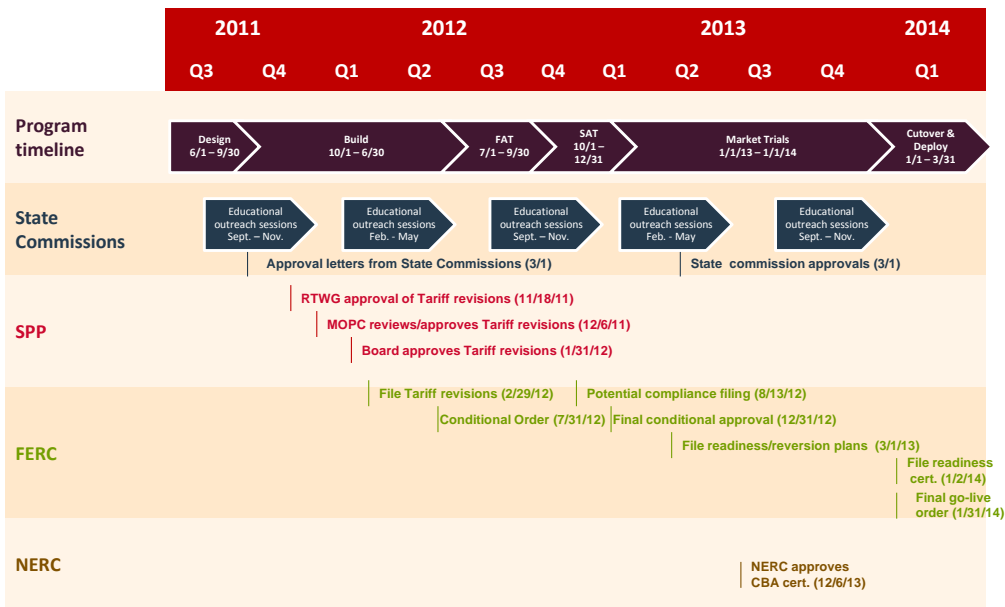 2011 2012 2013 2014
Q3 Q4 Q1 Q2 Q3 Q4 Q1 Q2 Q3 Q4 Q1
Program
timeline
Design
6/1 – 9/30
Build
10/1 – 6/30
FAT
7/1 – 9/30
SAT
10/1 –
12/31
Market Trials
1/1/13 – 1/1/14
Cutover &
Deploy
1/1 – 3/31
State
Commissions
Educational
outreach sessions
Sept. – Nov.
Educational
outreach sessions
Feb. - May
Educational
outreach sessions
Sept. – Nov.
Educational
outreach sessions
Feb. - May
Educational
outreach sessions
Sept. – Nov.
Approval letters from State Commissions (3/1)
State commission approvals (3/1)
SPP
RTWG approval of Tariff revisions (11/18/11)
MOPC reviews/approves Tariff revisions (12/6/11)
Board approves Tariff revisions (1/31/12)
FERC
File Tariff revisions (2/29/12)
Potential compliance filing (8/13/12)
Conditional Order (7/31/12)
Final conditional approval (12/31/12)
File readiness/reversion plans (3/1/13)
File readiness
cert. (1/2/14)
Final go-live
order (1/31/14)
NERC
NERC approves
CBA cert. (12/6/13)